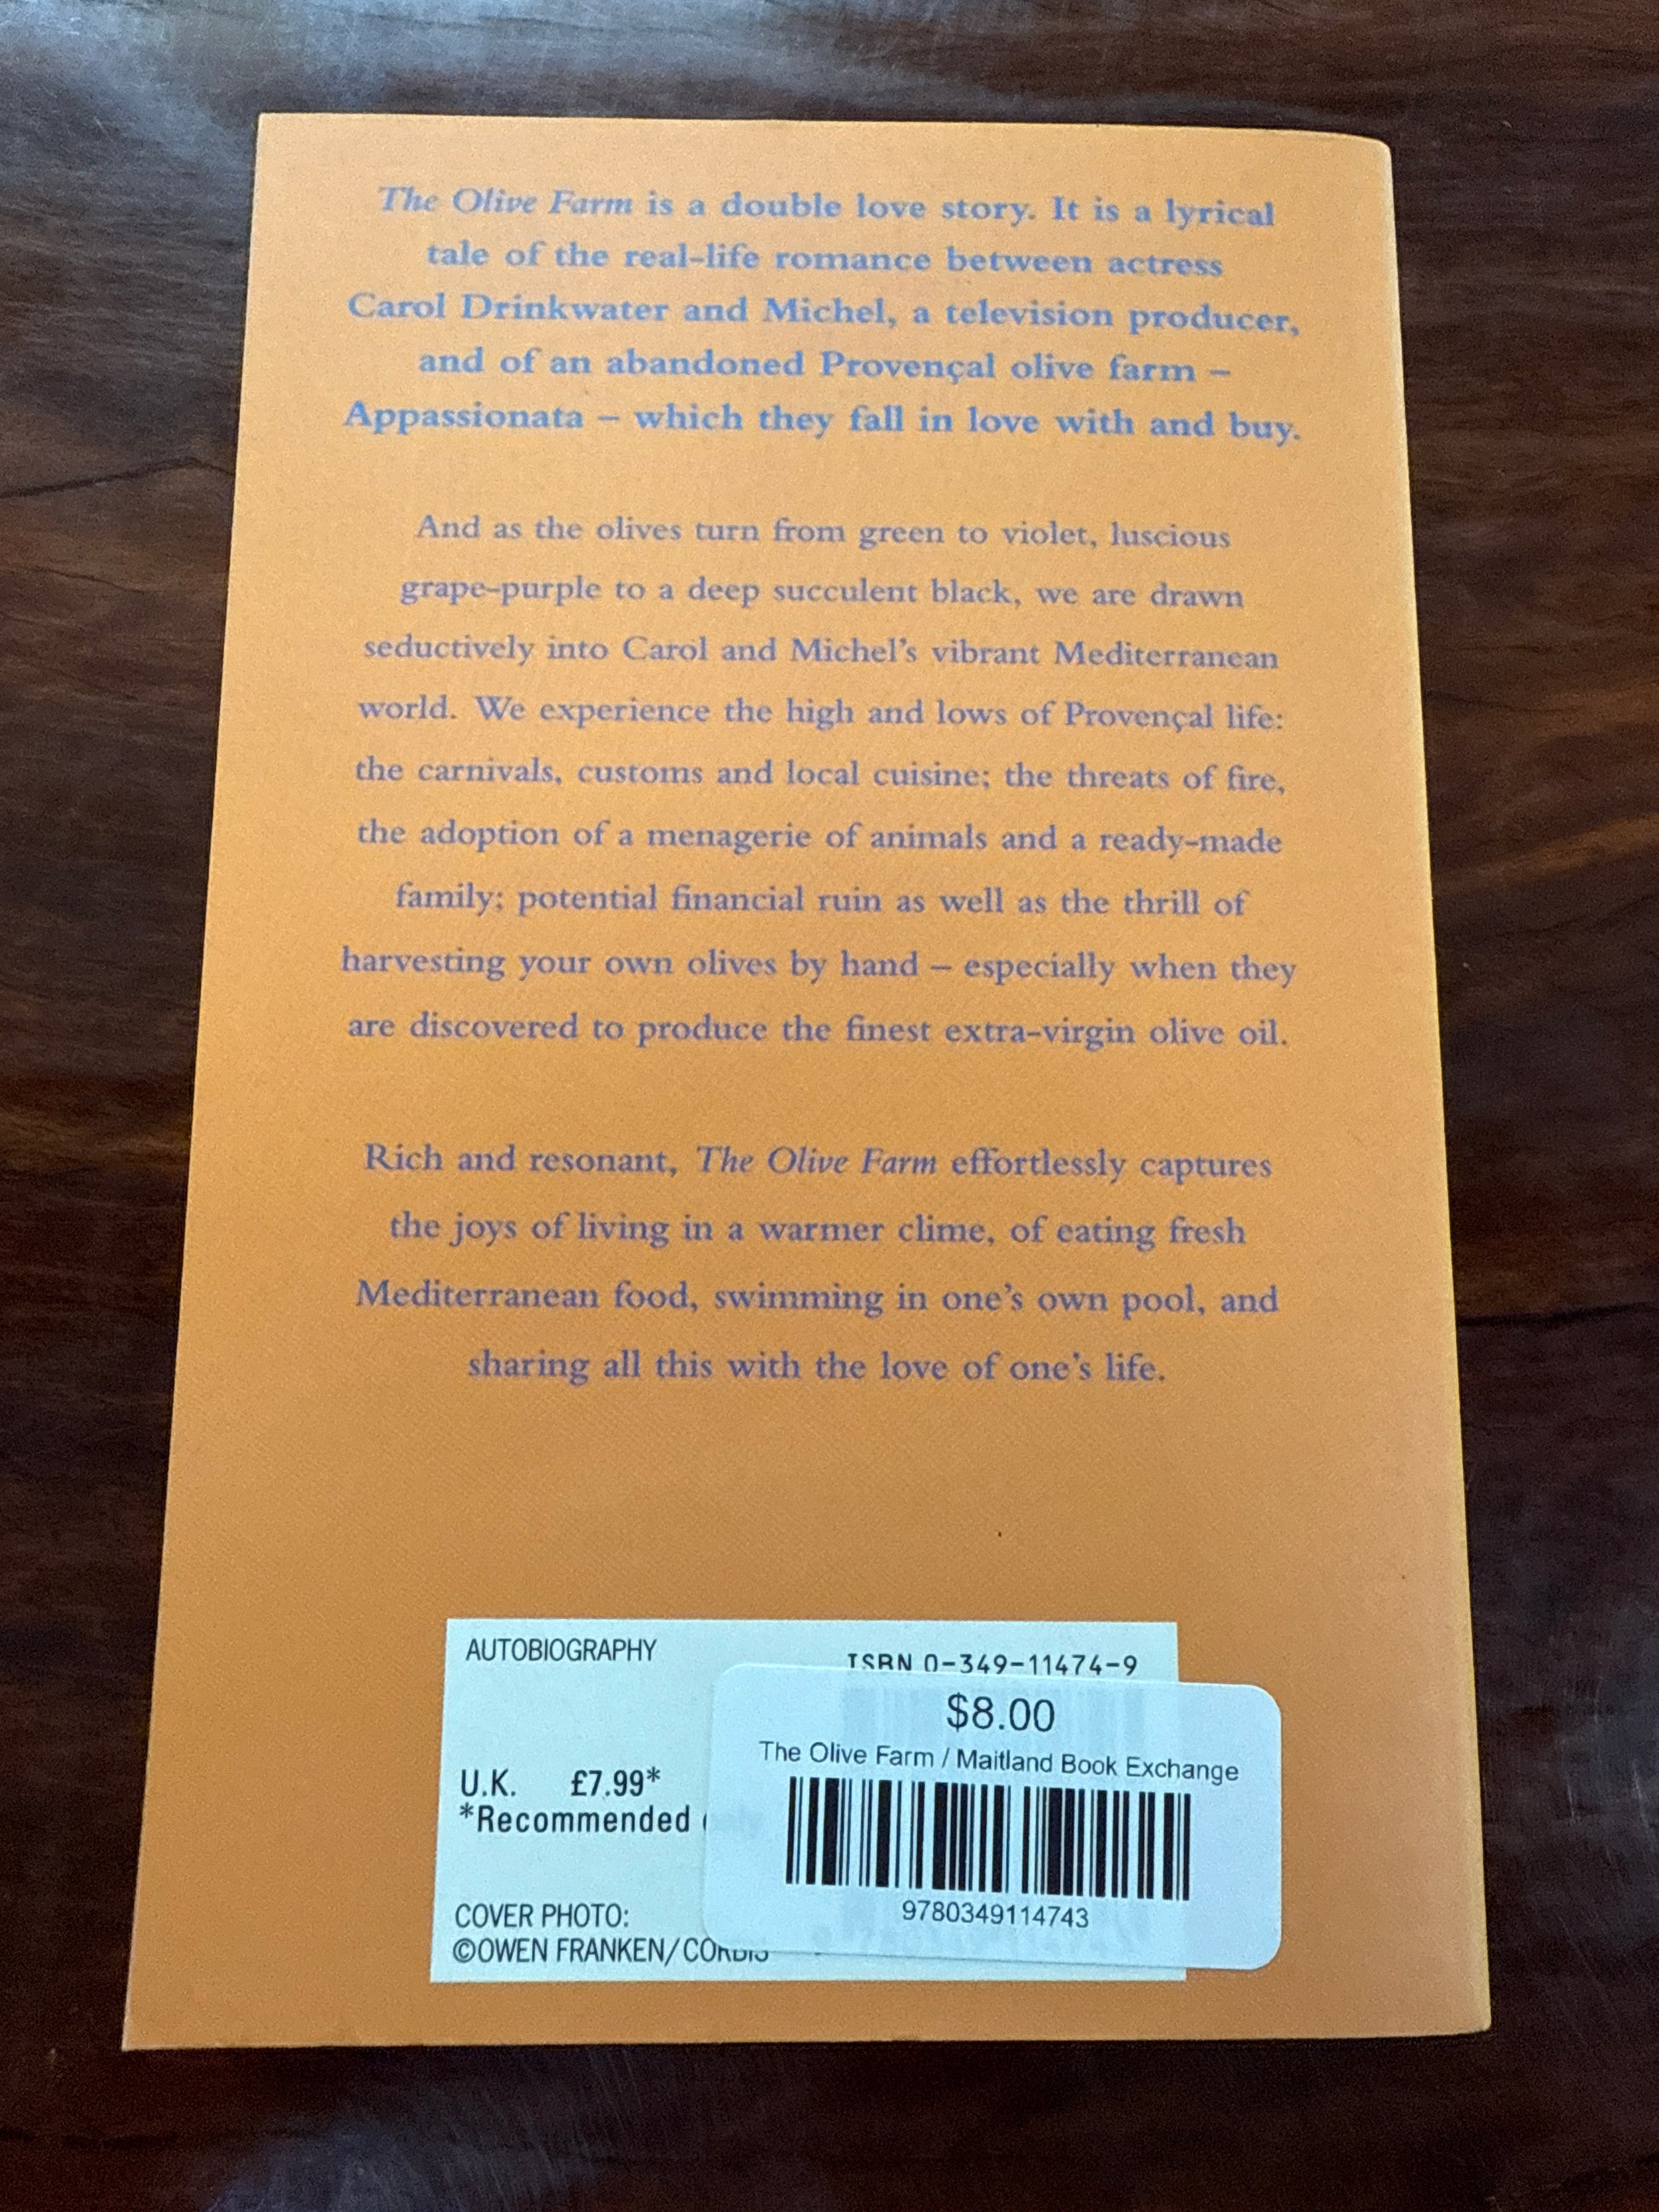 The Olive Farm is a double love story. It is a lyrical
tale of the real-life romance between actress
Carol Drinkwater and Michel, a television producer,
and of an abandoned Provençal olive farm –
Appassionata – which they fall in love with and buy.
And as the olives turn from green to violet, luscious
grape-purple to a deep succulent black, we are drawn
seductively into Carol and Michel's vibrant Mediterranean
world. We experience the high and lows of Provençal life:
the carnivals, customs and local cuisine; the threats of fire,
the adoption of a menagerie of animals and a ready-made
family; potential financial ruin as well as the thrill of
harvesting your own olives by hand – especially when they
are discovered to produce the finest extra-virgin olive oil.
Rich and resonant, The Olive Farm effortlessly captures
the joys of living in a warmer clime, of eating fresh
Mediterranean food, swimming in one's own pool, and
sharing all this with the love of one's life.
AUTOBIOGRAPHY
ISBN 0-349-11474-9
$8.00
The Olive Farm / Maitland Book Exchange
9780349114743
U.K. £7.99*
*Recommended
COVER PHOTO:
©OWEN FRANKEN/CORBIS